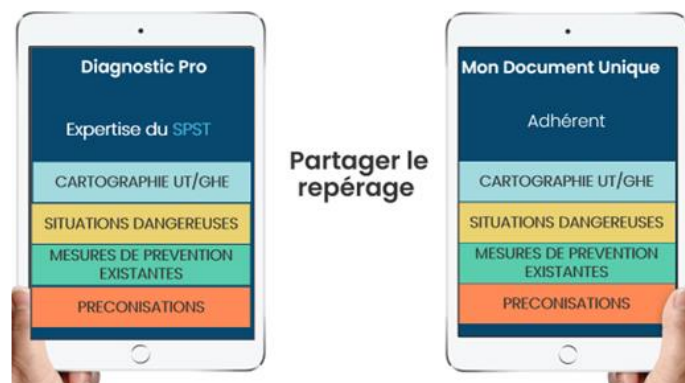 Diagnostic Pro
Expertise du SPST
CARTOGRAPHIE UT/GHE
SITUATIONS DANGEREUSES
MESURES DE PREVENTION
EXISTANTES
PRECONISATIONS
Partager le
repérage
Mon Document Unique
Adhérent
CARTOGRAPHIE UT/GHE
SITUATIONS DANGEREUSES
MESURES DE PREVENTION
EXISTANTES
PRECONISATIONS